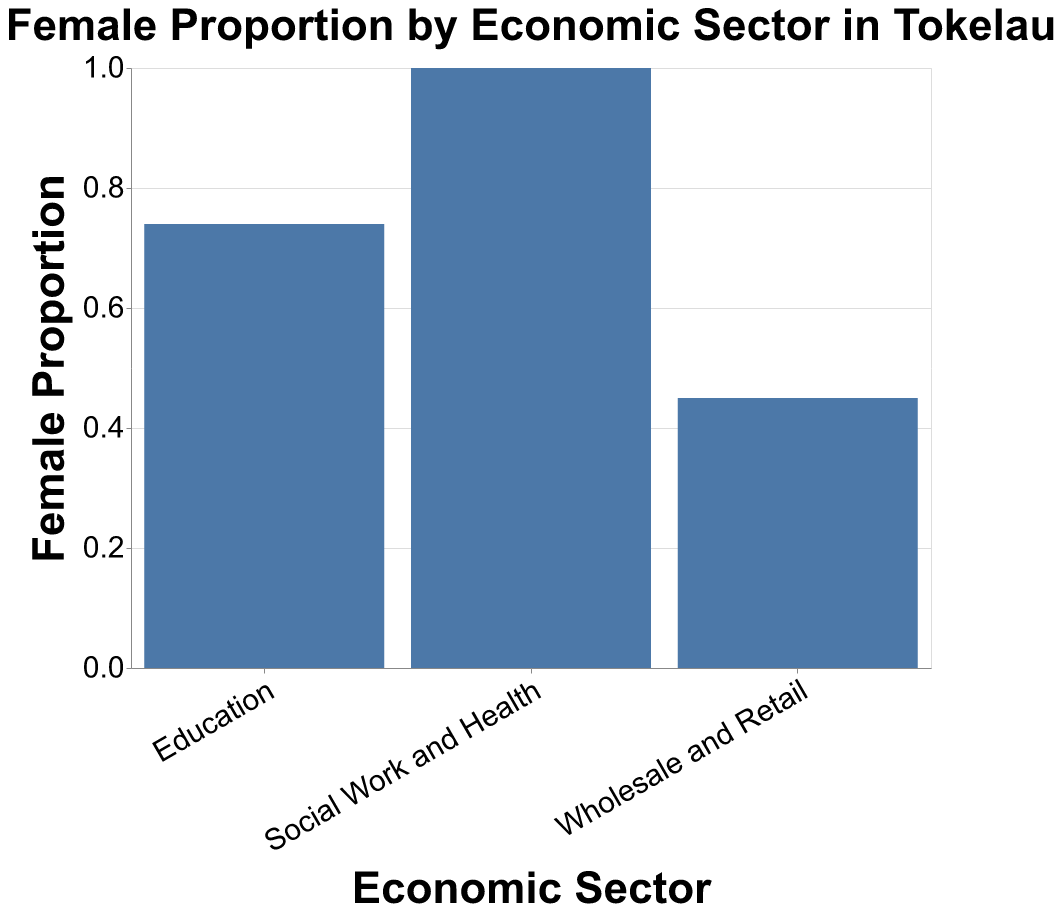 Female Proportion by Economic Sector in Tokelau
Female Proportion
1.0
0.8
0.6
0.4
0.2
0.0
Education
Social Work and Health
Wholesale and Retail
Economic Sector